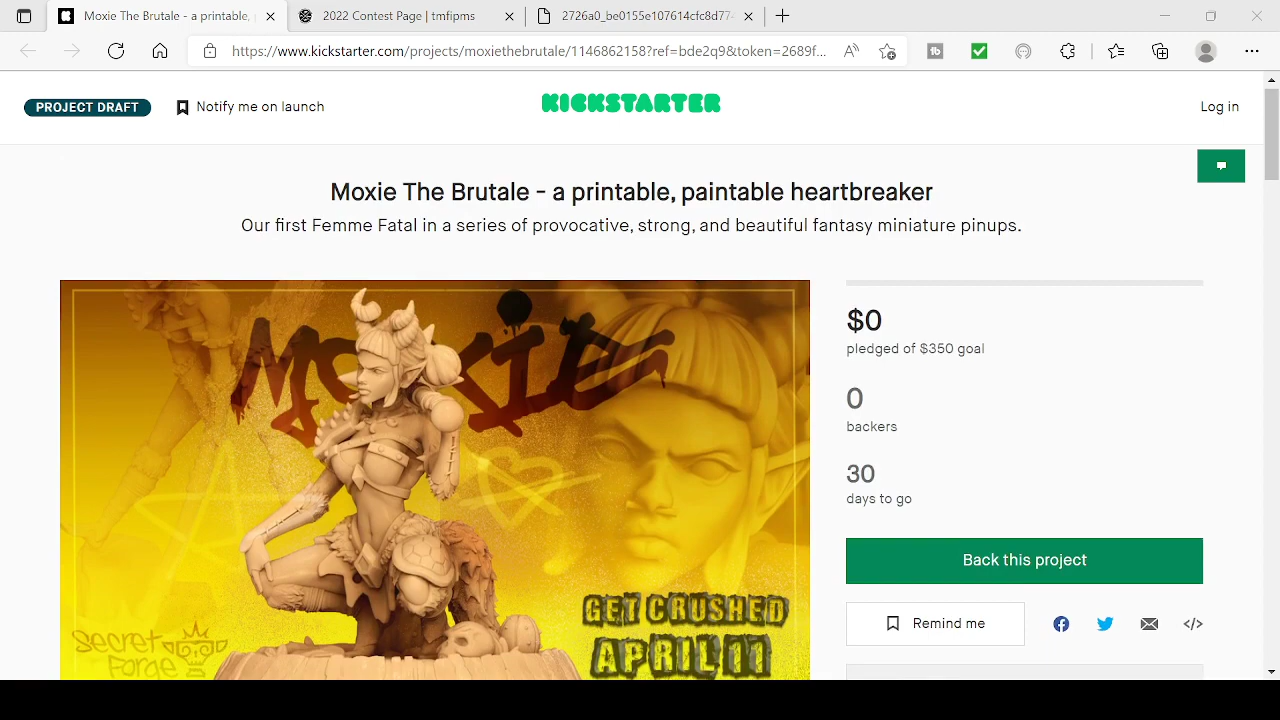 Moxie The Brutale - a printable,
2022 Contest Page | tmfipms
2726a0_be0155e107614cfc8d774
https://www.kickstarter.com/projects/moxiethebrutale/1146862158?ref=bde2q9&token=2689f...
PROJECT DRAFT
Notify me on launch
KICKSTARTER
Log in
Moxie The Brutale - a printable, paintable heartbreaker
Our first Femme Fatal in a series of provocative, strong, and beautiful fantasy miniature pinups.
MOXIE
$0
pledged of $350 goal
0
backers
30
days to go
Back this project
Remind me
GET CRUSHED
APRIL 11
Secret
Forge